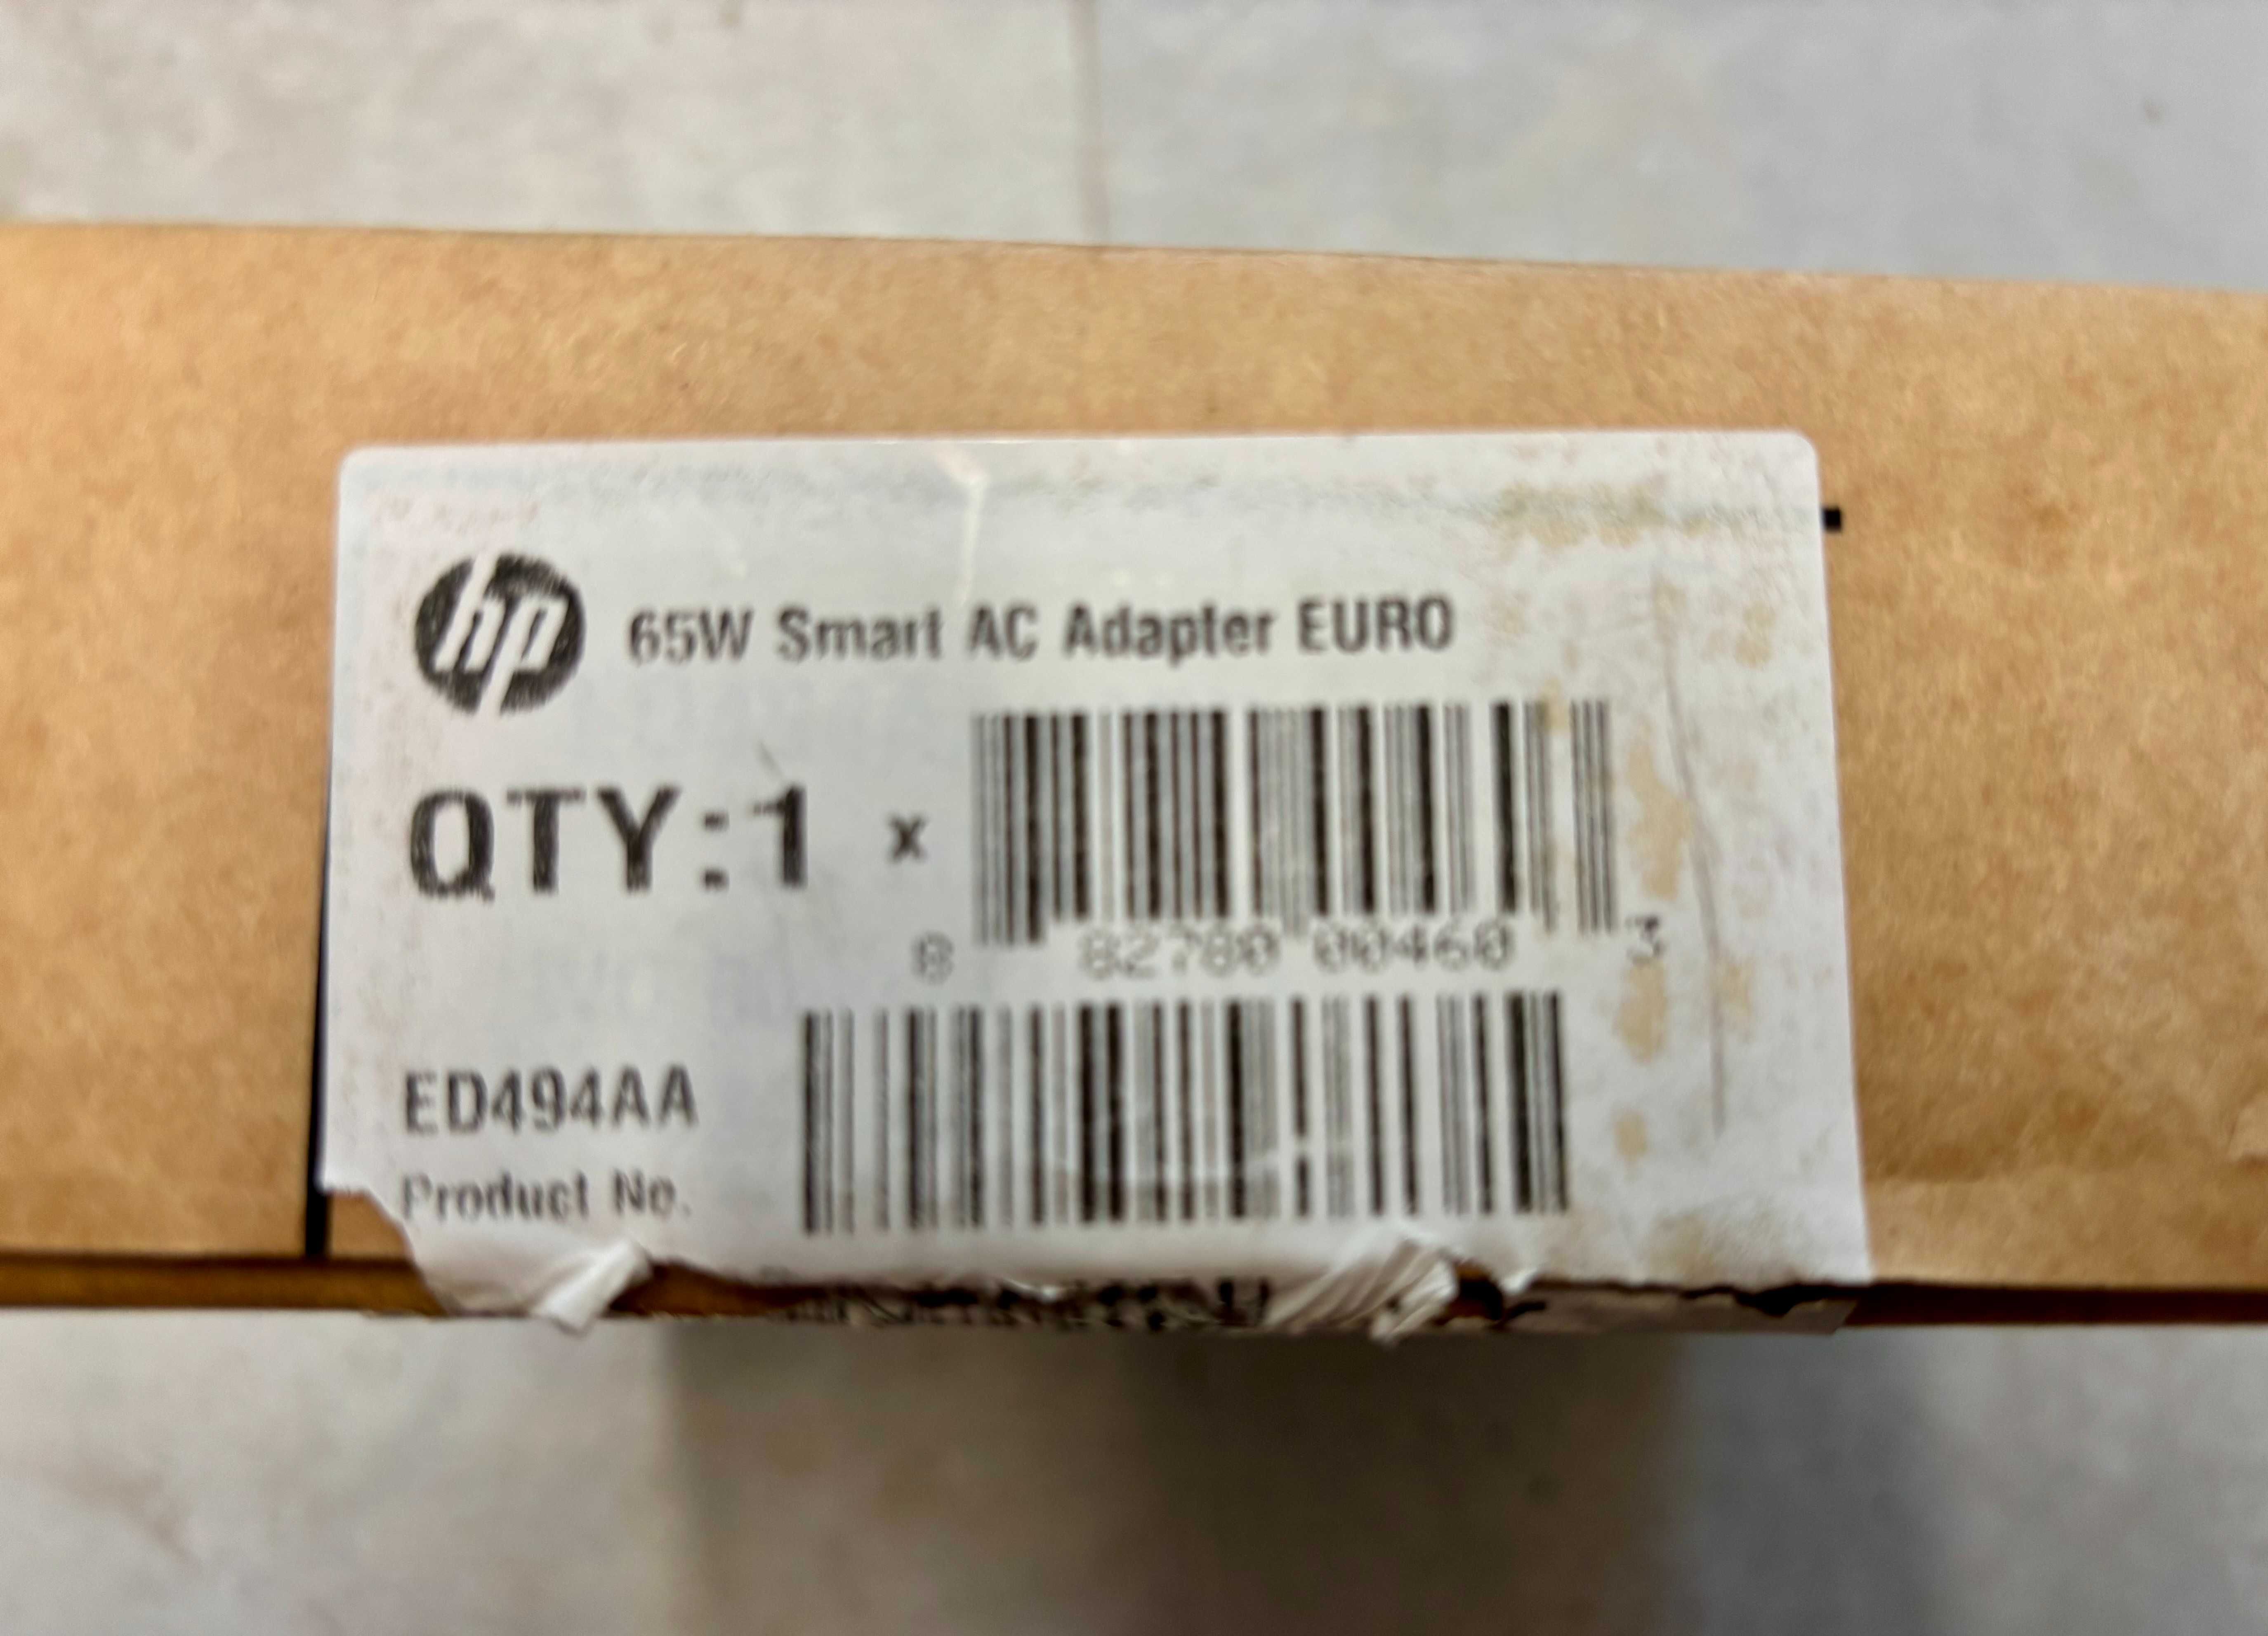 hp 65W Smart AC Adapter EURO
QTY:1 x
8 82780 00460 3
ED494AA
Product No.